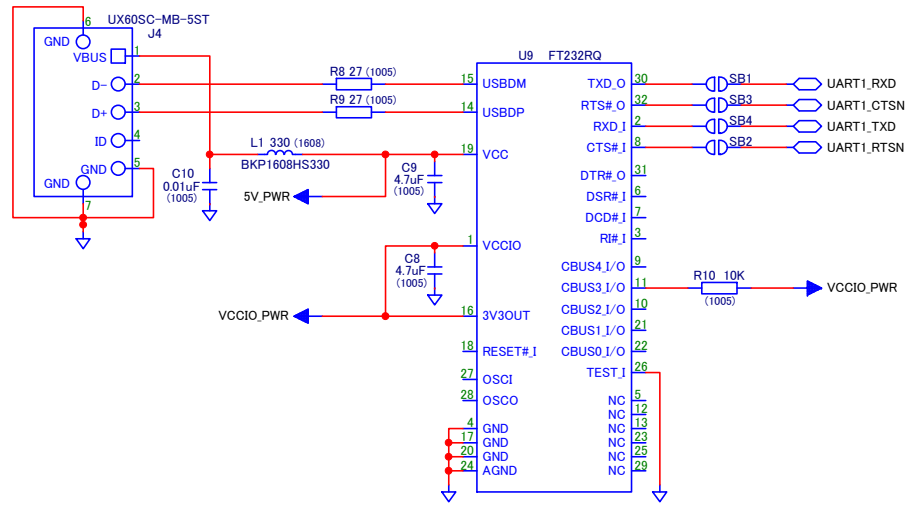 UX60SC-MB-5ST
J4
6
GND
VBUS 1
D- 2
D+ 3
ID 4
GND 5
GND
7
R8 27 (1005)
R9 27 (1005)
L1 330 (1608)
BKP1608HS330
C10
0.01uF
(1005)
5V_PWR
C9
4.7uF
(1005)
C8
4.7uF
(1005)
VCCIO_PWR
U9 FT232RQ
15 USBDM
14 USBDP
19 VCC
1 VCCIO
16 3V3OUT
18 RESET#_I
27 OSCI
28 OSCO
4 GND
17 GND
20 GND
24 AGND
TXD_O 30
RTS#_O 32
RXD_I 2
CTS#_I 8
DTR#_O 31
DSR#_I 6
DCD#_I 7
RI#_I 3
CBUS4_I/O 9
CBUS3_I/O 11
CBUS2_I/O 10
CBUS1_I/O 21
CBUS0_I/O 22
TEST_I 26
NC 5
NC 12
NC 13
NC 23
NC 25
NC 29
SB1 UART1_RXD
SB3 UART1_CTSN
SB4 UART1_TXD
SB2 UART1_RTSN
R10 10K
(1005)
VCCIO_PWR